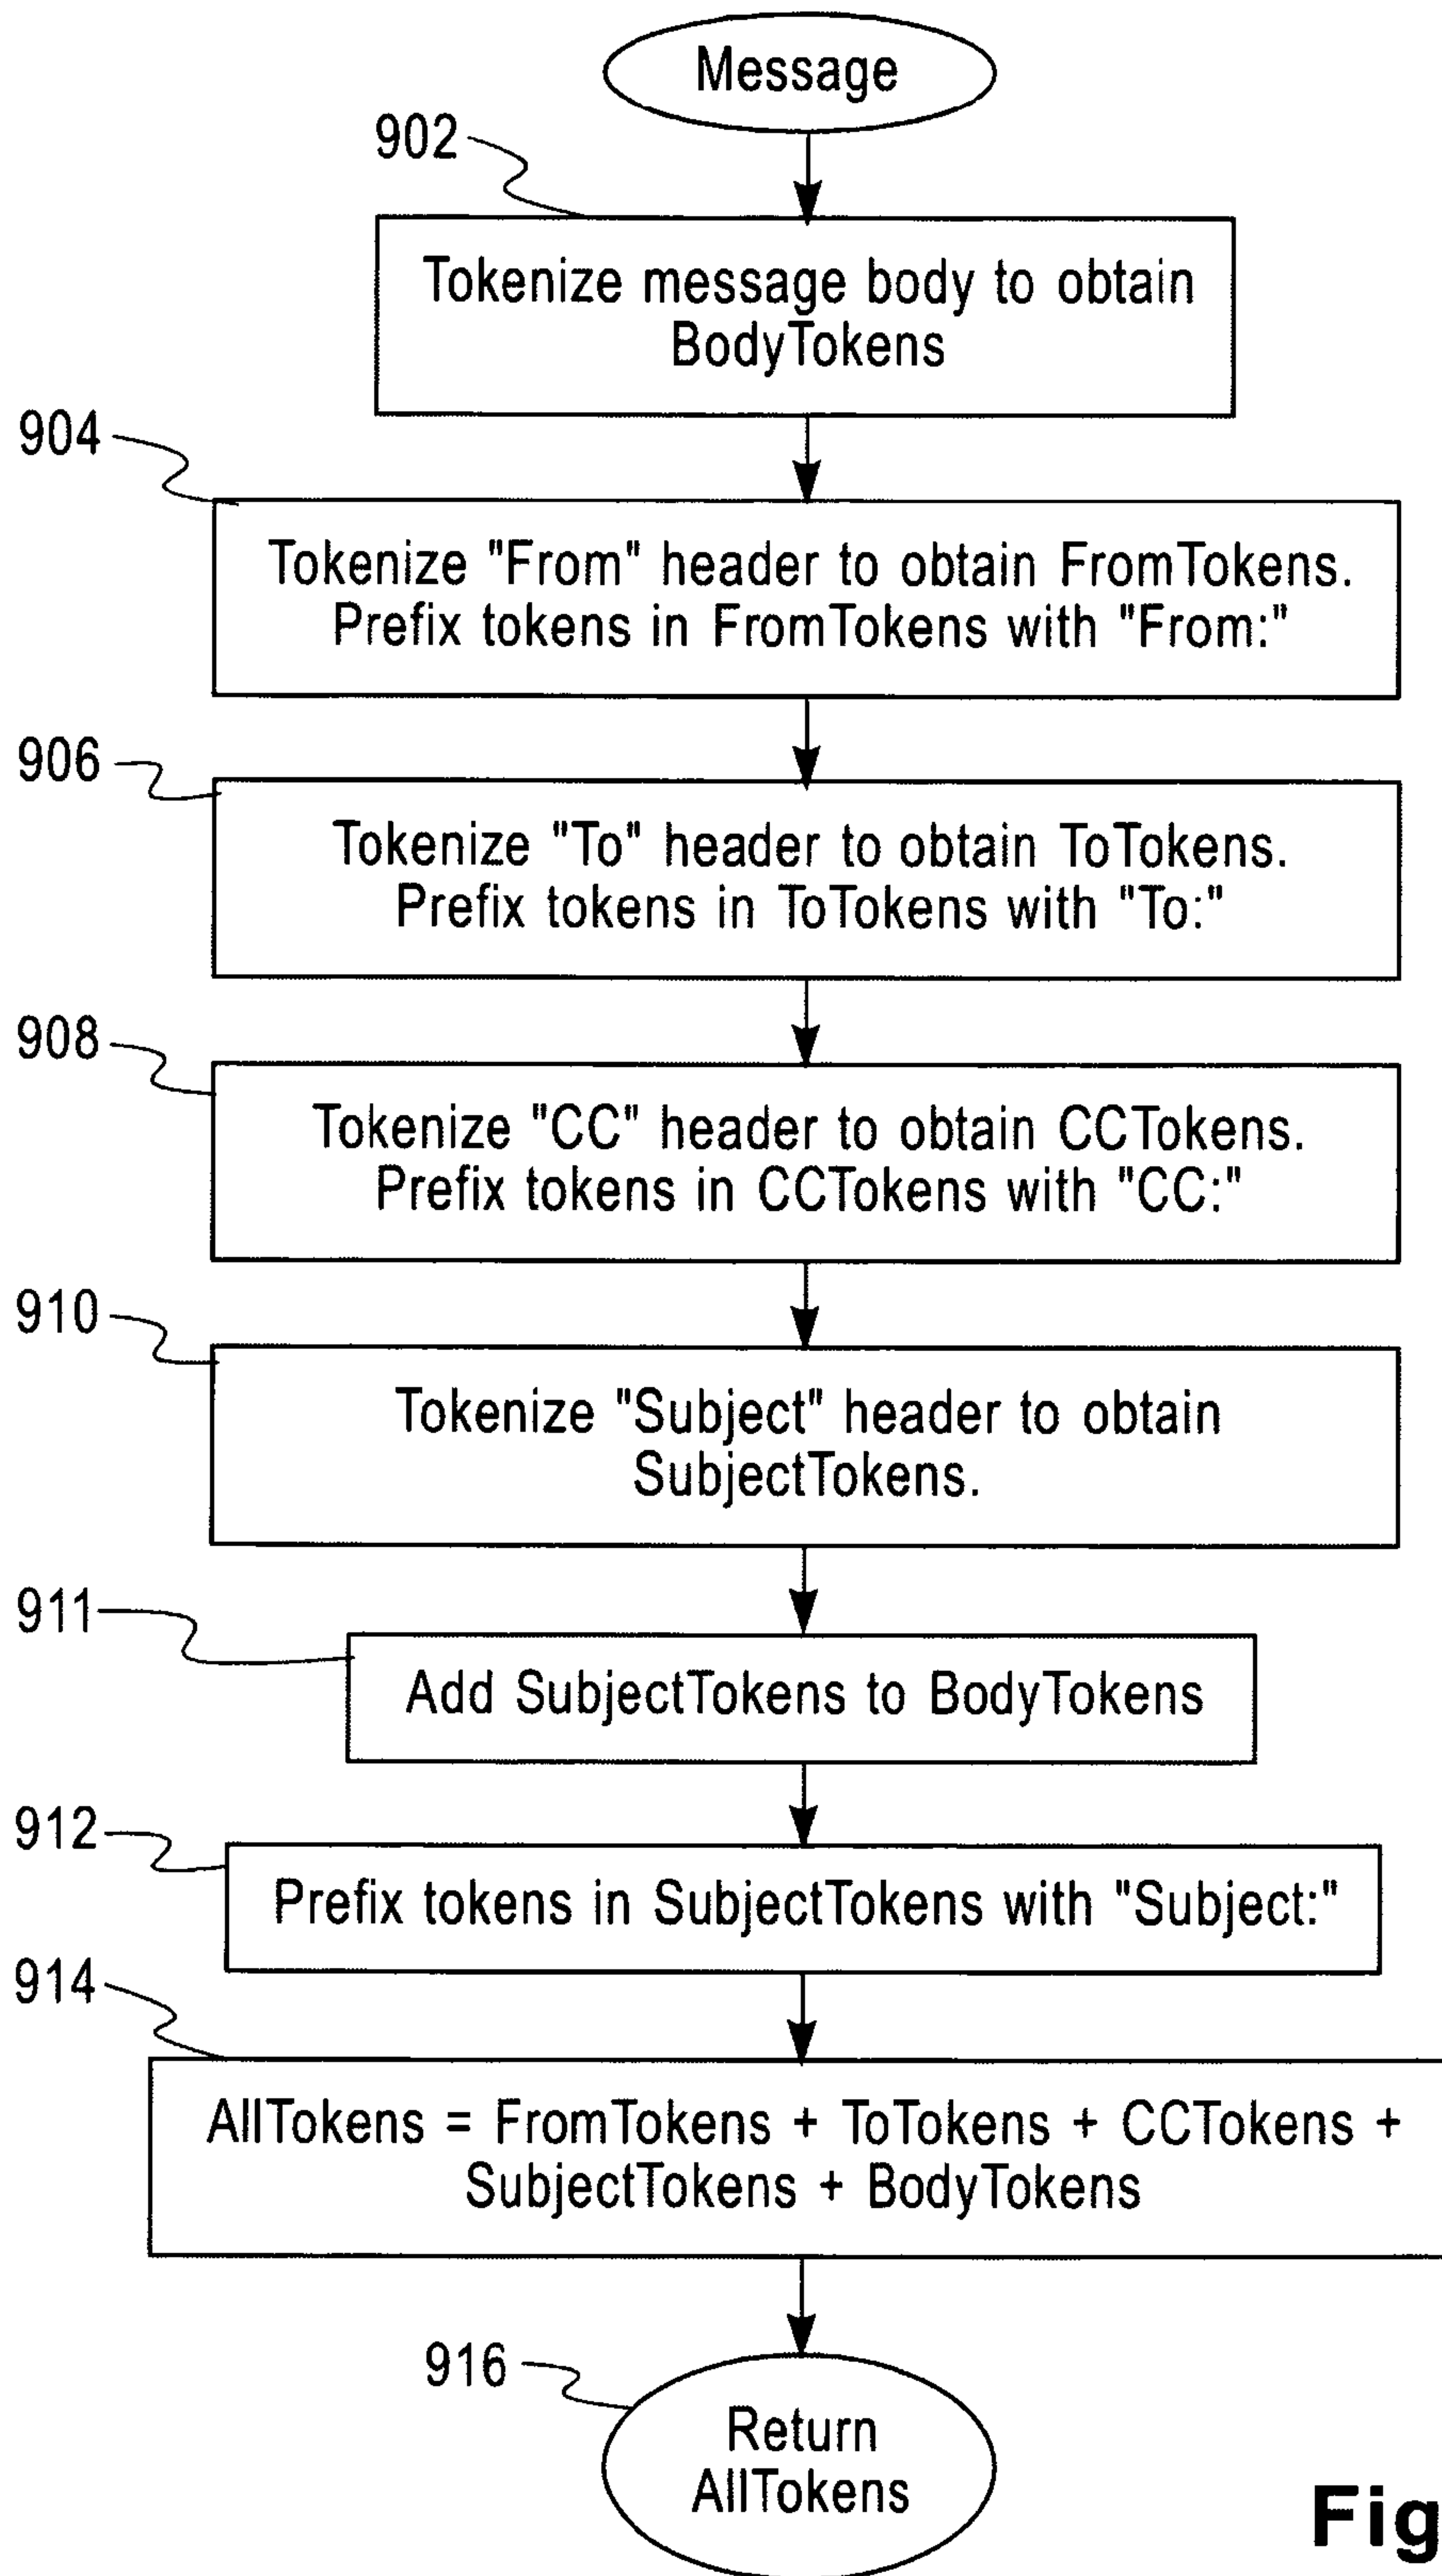 Message
902
Tokenize message body to obtain
BodyTokens
904
Tokenize "From" header to obtain FromTokens.
Prefix tokens in FromTokens with "From:"
906
Tokenize "To" header to obtain ToTokens.
Prefix tokens in ToTokens with "To:"
908
Tokenize "CC" header to obtain CCTokens.
Prefix tokens in CCTokens with "CC:"
910
Tokenize "Subject" header to obtain
SubjectTokens.
911
Add SubjectTokens to BodyTokens
912
Prefix tokens in SubjectTokens with "Subject:"
914
AllTokens = FromTokens + ToTokens + CCTokens +
SubjectTokens + BodyTokens
916
Return
AllTokens
Fig